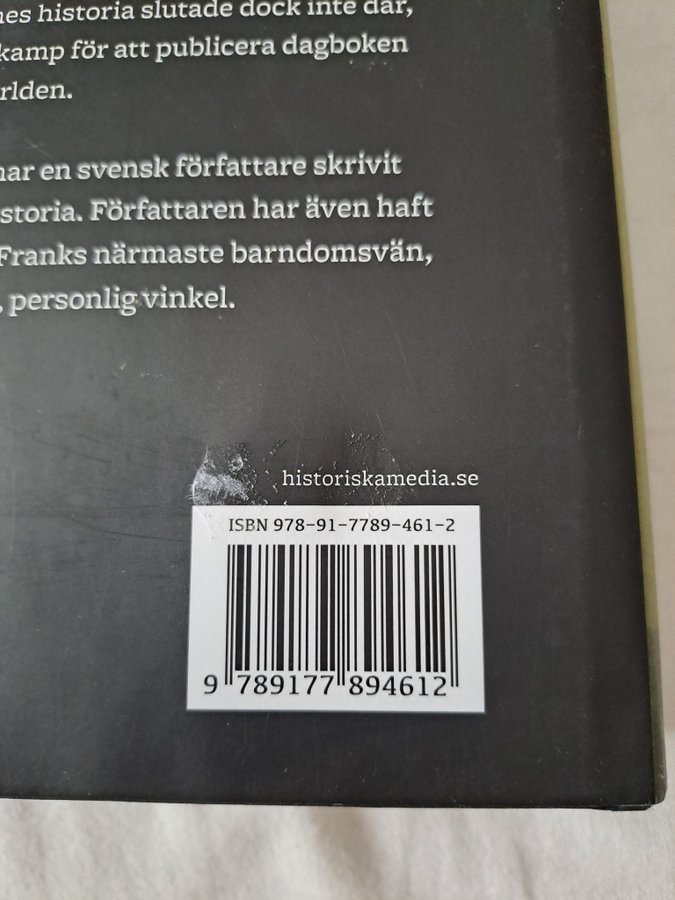 nes historia slutade dock inte där,
kamp för att publicera dagboken
rlden.
har en svensk författare skrivit
storia. Författaren har även haft
Franks närmaste barndomsvän,
, personlig vinkel.
historiskamedia.se
ISBN 978-91-7789-461-2
9 789177 894612